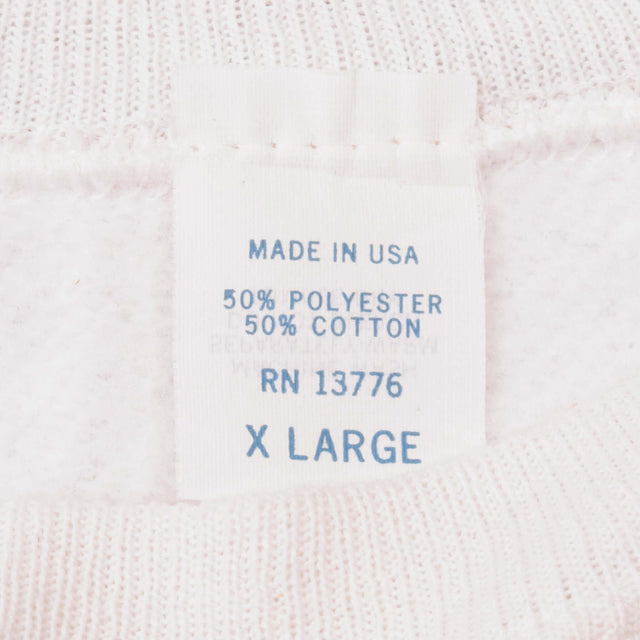 MADE IN USA
50% POLYESTER
50% COTTON
RN 13776
X LARGE